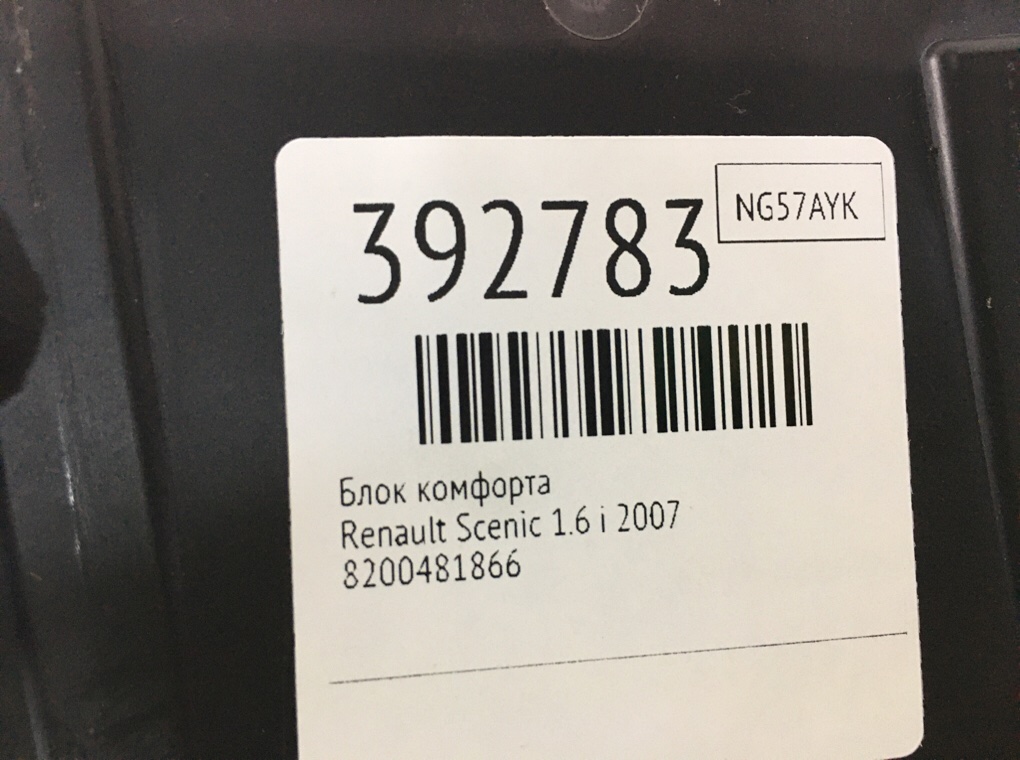 392783
NG57AYK
Блок комфорта
Renault Scenic 1.6 i 2007
8200481866